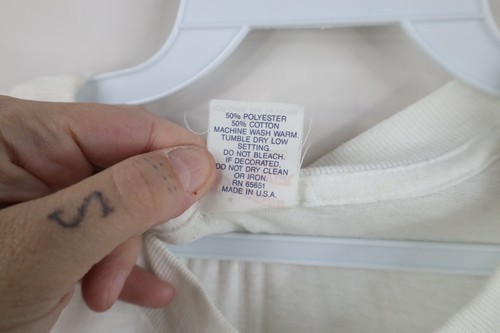 50% POLYESTER
50% COTTON
MACHINE WASH WARM.
TUMBLE DRY LOW
SETTING.
DO NOT BLEACH.
IF DECORATED,
DO NOT DRY CLEAN
OR IRON.
RN 65651
MADE IN U.S.A.
S